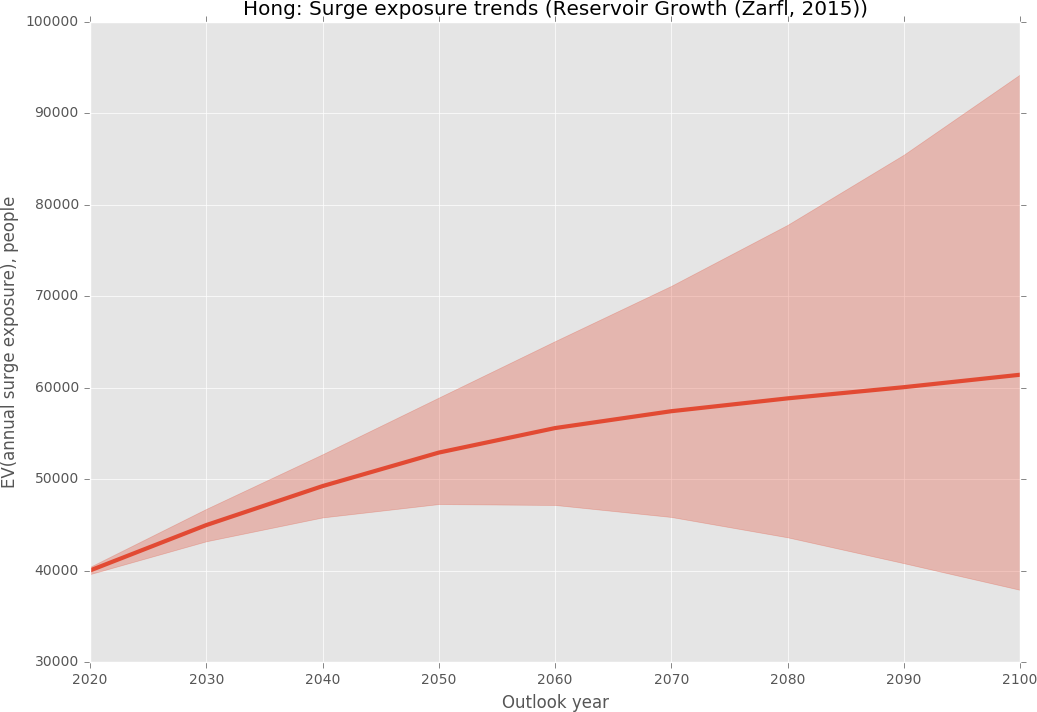 Hong: Surge exposure trends (Reservoir Growth (Zarfl, 2015))
100000
90000
80000
70000
60000
50000
40000
30000
EV(annual surge exposure), people
2020 2030 2040 2050 2060 2070 2080 2090 2100
Outlook year